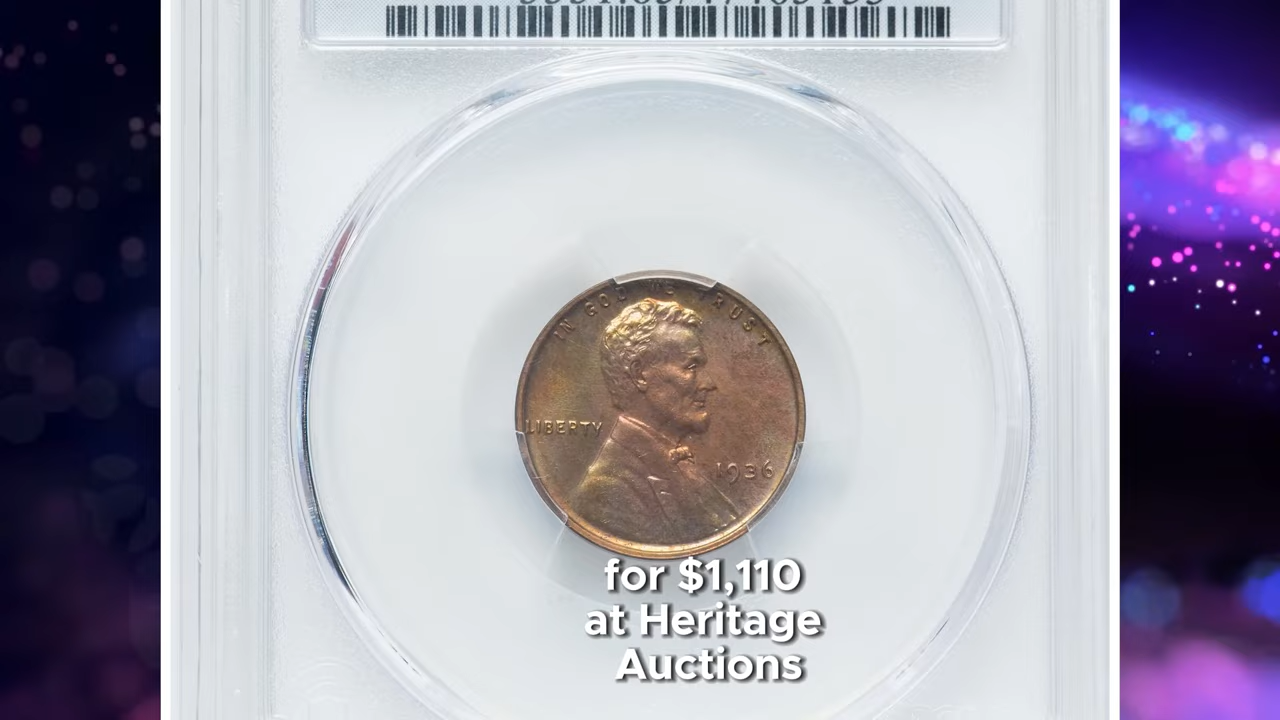 IN GOD WE TRUST
LIBERTY
1936
for $1,110
at Heritage
Auctions